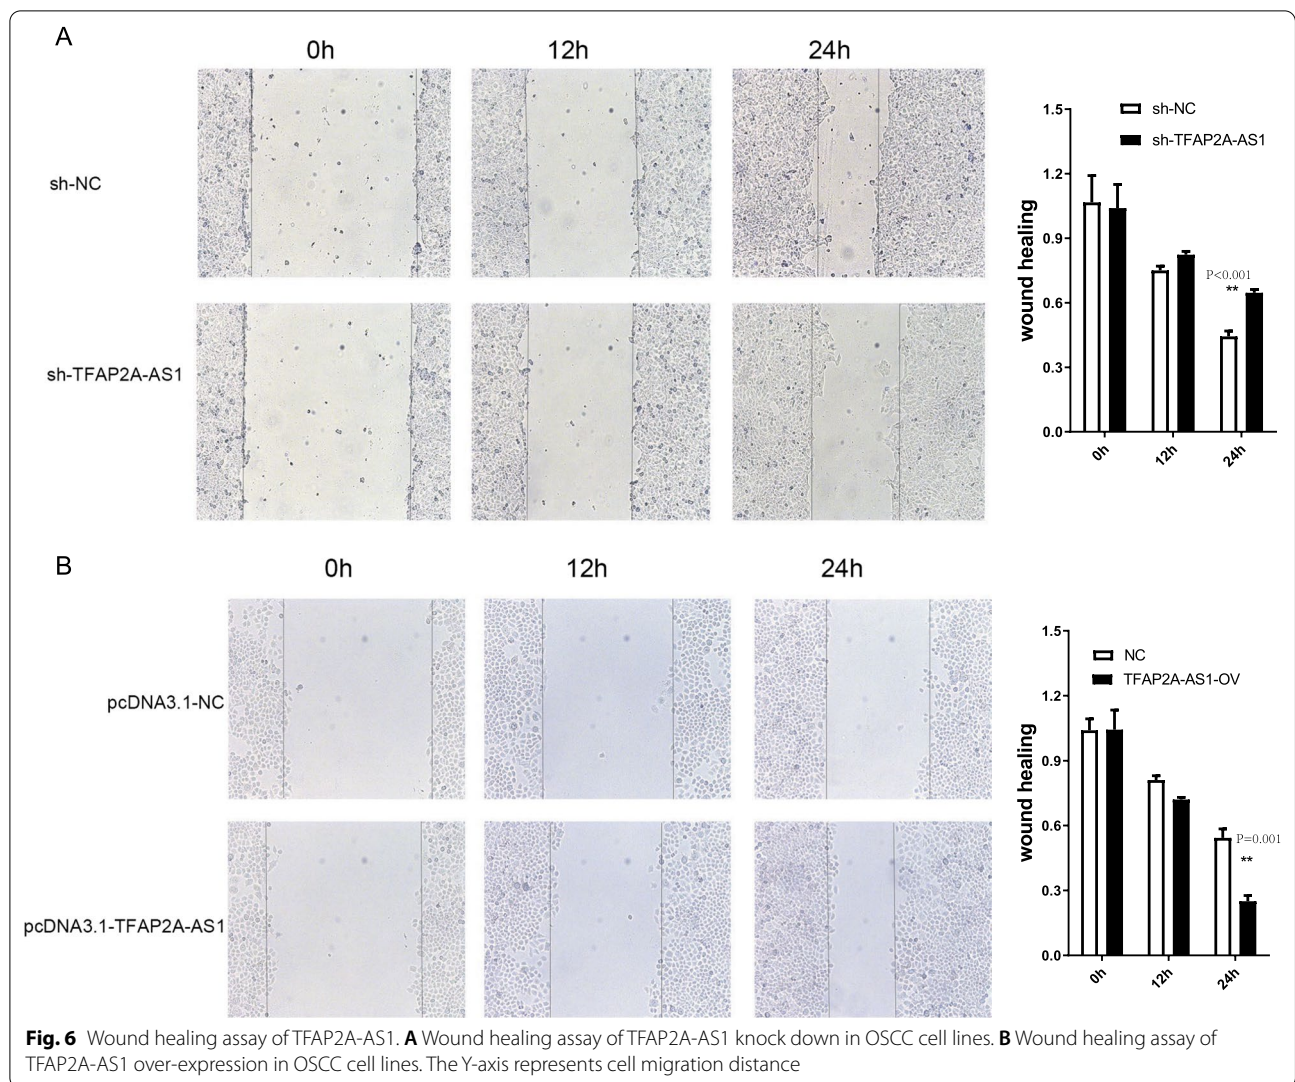 A
0h 12h 24h
sh-NC
sh-TFAP2A-AS1
wound healing
1.5
1.2
0.9
0.6
0.3
0.0
sh-NC
sh-TFAP2A-AS1
P<0.001
**
0h 12h 24h
B
0h 12h 24h
pcDNA3.1-NC
pcDNA3.1-TFAP2A-AS1
wound healing
1.5
1.2
0.9
0.6
0.3
0.0
NC
TFAP2A-AS1-OV
P=0.001
**
0h 12h 24h
Fig. 6 Wound healing assay of TFAP2A-AS1. A Wound healing assay of TFAP2A-AS1 knock down in OSCC cell lines. B Wound healing assay of
TFAP2A-AS1 over-expression in OSCC cell lines. The Y-axis represents cell migration distance